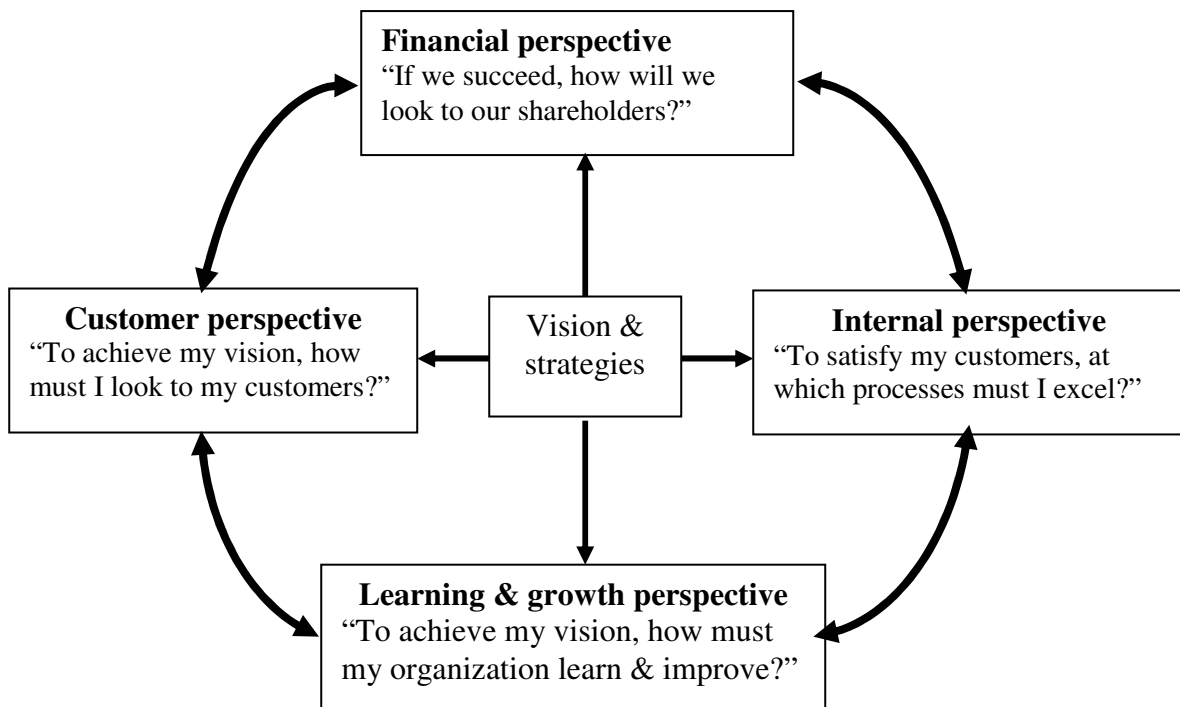 Financial perspective
“If we succeed, how will we
look to our shareholders?”
Customer perspective
“To achieve my vision, how
must I look to my customers?”
Vision &
strategies
Internal perspective
“To satisfy my customers, at
which processes must I excel?”
Learning & growth perspective
“To achieve my vision, how must
my organization learn & improve?”